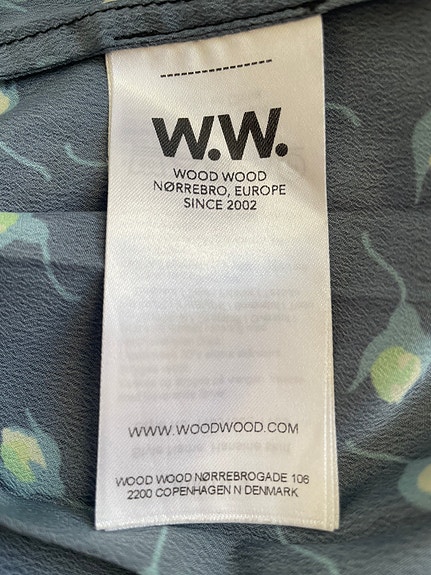 W.W.
WOOD WOOD
NØRREBRO, EUROPE
SINCE 2002
WWW.WOODWOOD.COM
WOOD WOOD NØRREBROGADE 106
2200 COPENHAGEN N DENMARK